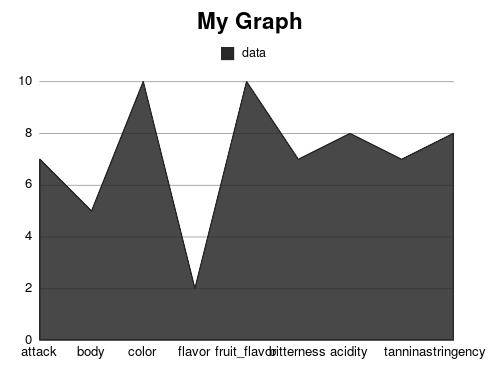 My Graph
data
10
8
6
4
2
0
attack body color flavor fruit_flavor bitterness acidity tannin astringency